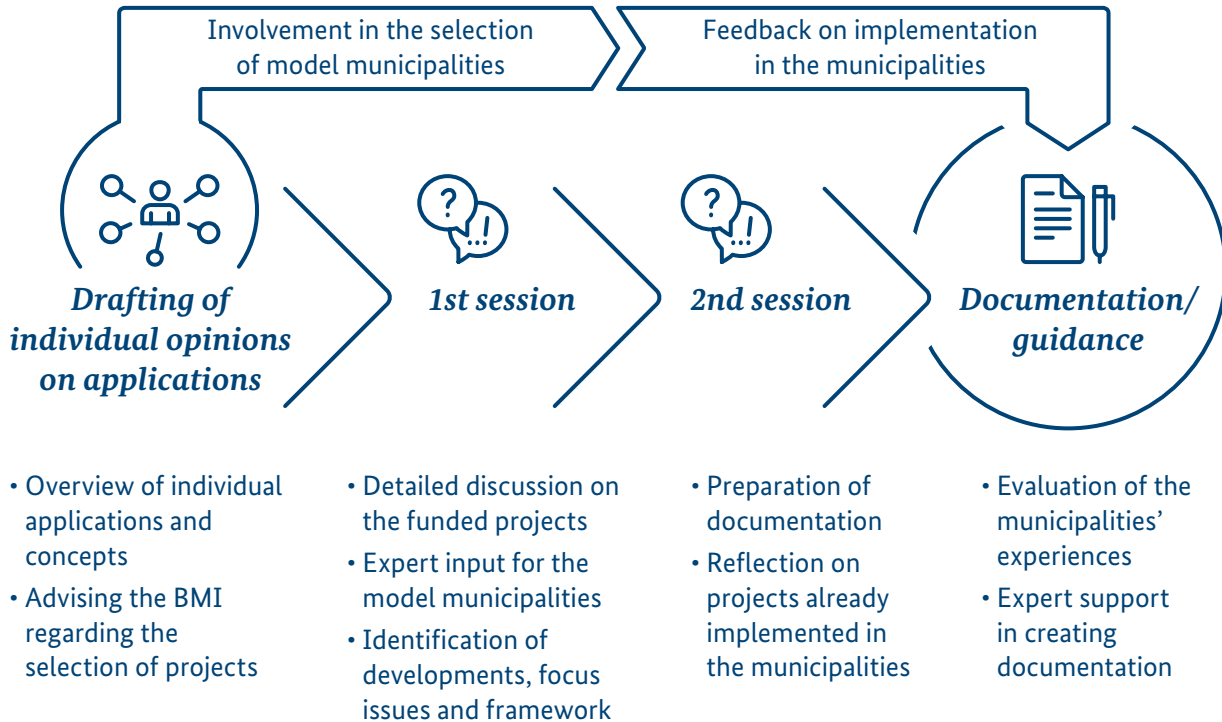 Involvement in the selection
of model municipalities
Feedback on implementation
in the municipalities
?
...!
?
...!
Drafting of
individual opinions
on applications
1st session
2nd session
Documentation/
guidance
• Overview of individual
applications and
concepts
• Advising the BMI
regarding the
selection of projects
• Detailed discussion on
the funded projects
• Expert input for the
model municipalities
• Identification of
developments, focus
issues and framework
• Preparation of
documentation
• Reflection on
projects already
implemented in
the municipalities
• Evaluation of the
municipalities’
experiences
• Expert support
in creating
documentation